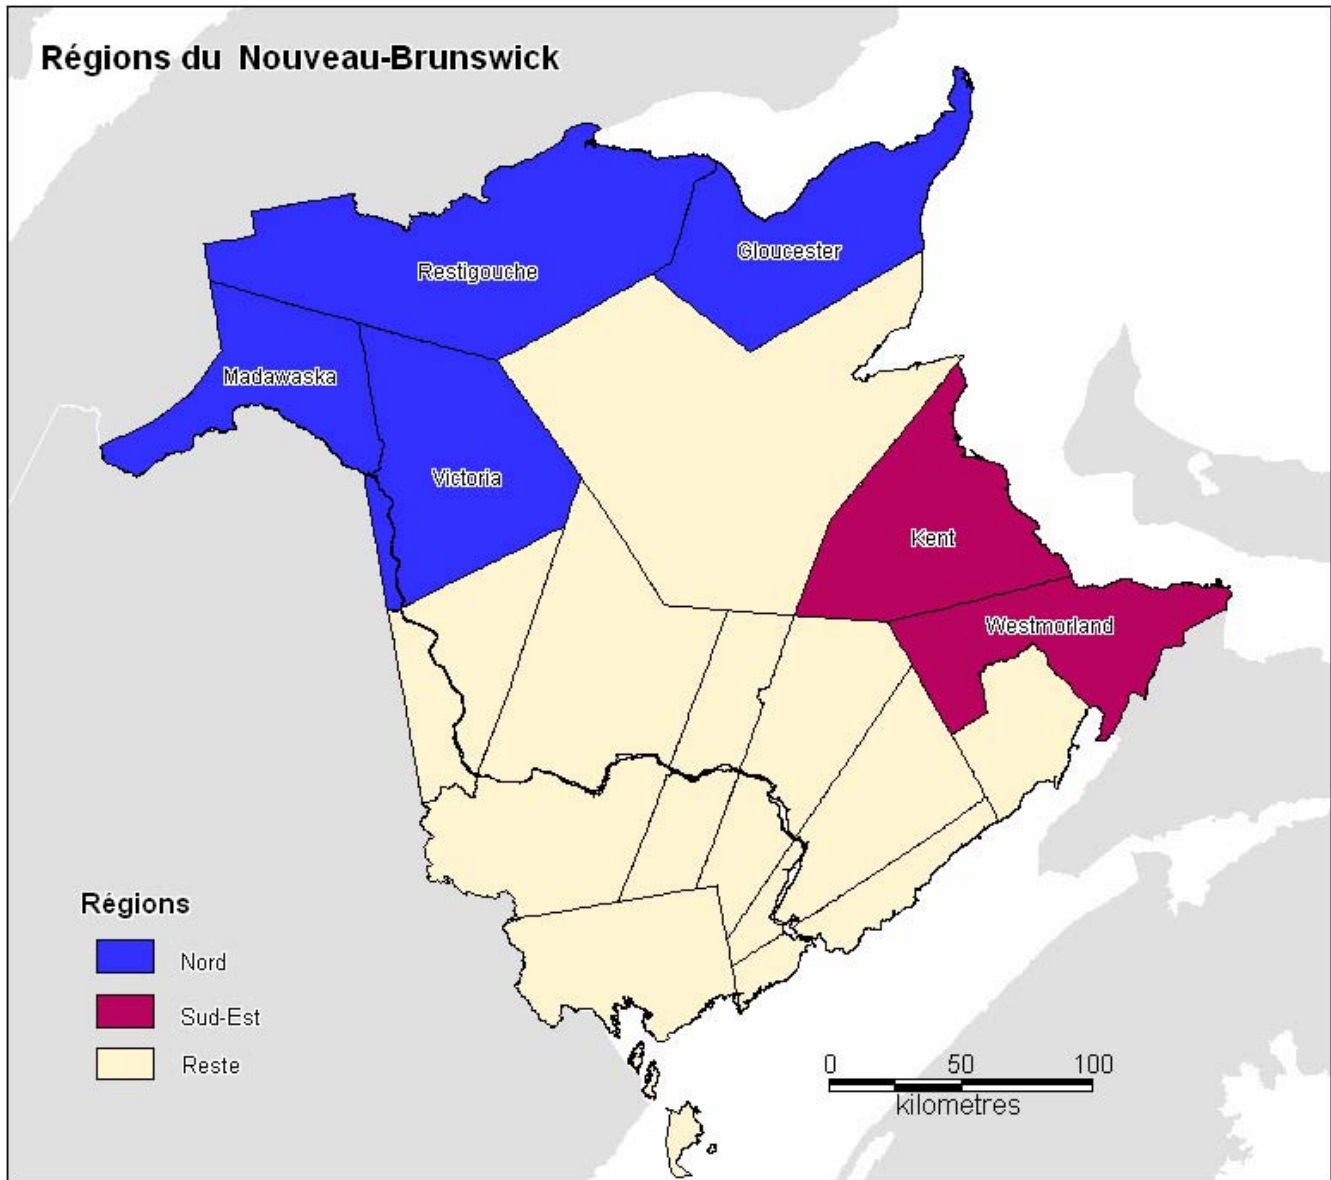 Régions du Nouveau-Brunswick
Gloucester
Restigouche
Madawaska
Victoria
Kent
Westmorland
Régions
Nord
Sud-Est
Reste
0 50 100
kilometres